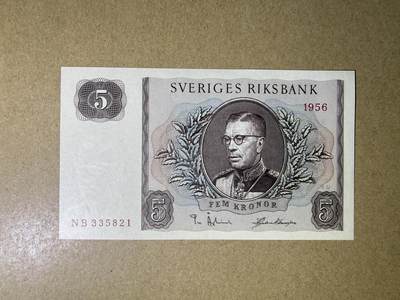 5
SVERIGES RIKSBANK
1956
FEM KRONOR
NB 335821
5
5